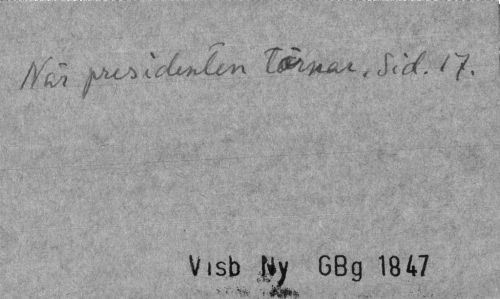 När presidenten törnar, sid. 17.
Visb Ny GBg 1847